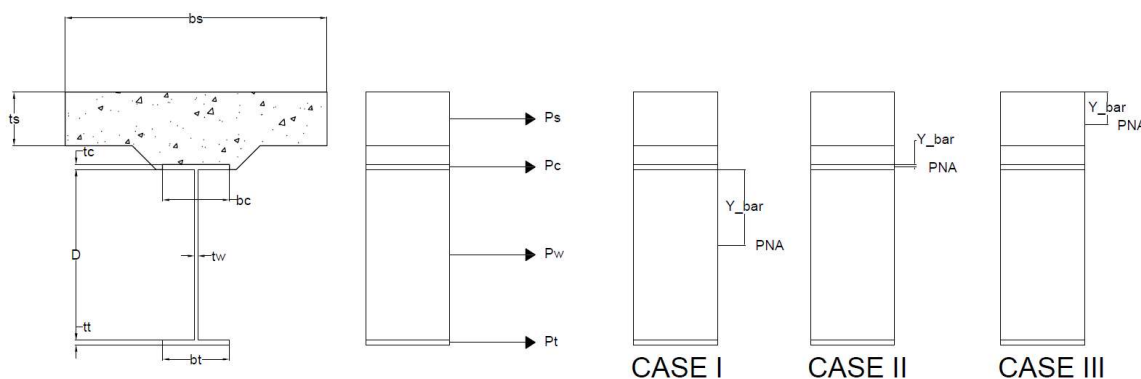 bs
ts
tc
bc
D
tw
tt
bt
Ps
Pc
Pw
Pt
Y_bar
PNA
CASE I
Y_bar
PNA
CASE II
Y_bar
PNA
CASE III